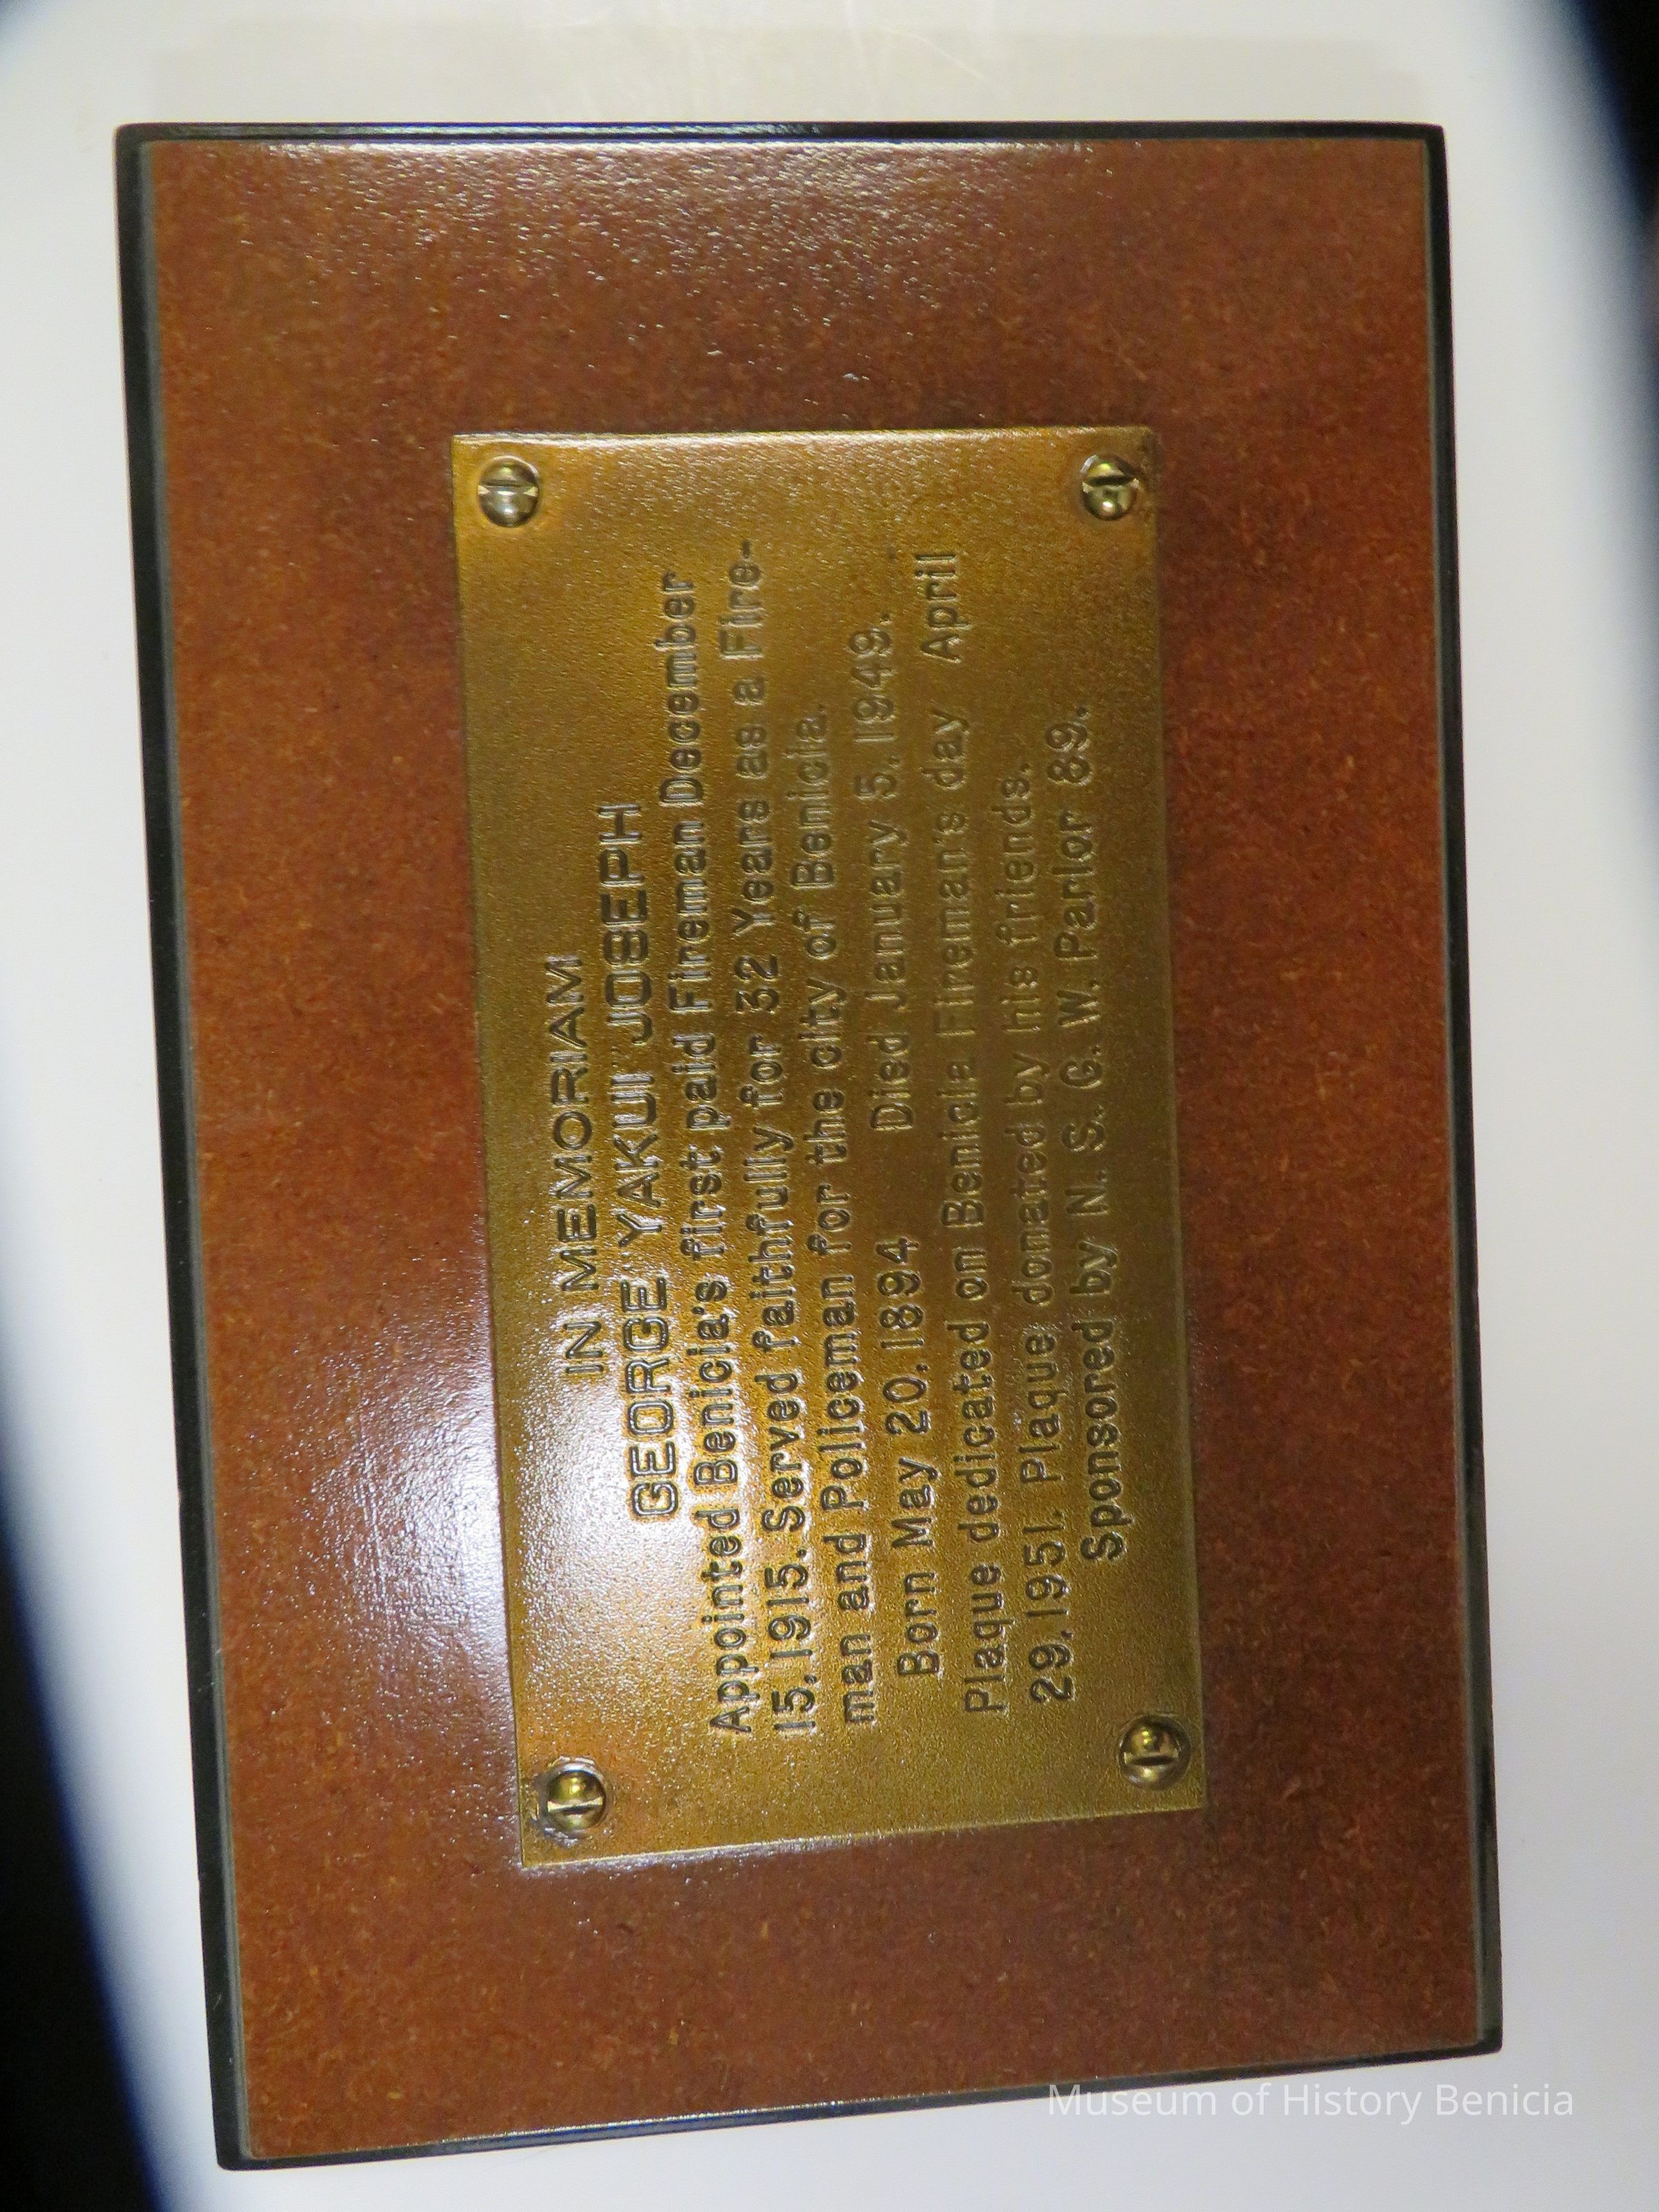 IN MEMORIAM
GEORGE "YAKUI" JOSEPH
Appointed Benicia's first paid Fireman December
15, 1915. Served faithfully for 32 Years as a Fire-
man and Policeman for the city of Benicia.
Born May 20, 1894 Died January 5, 1949.
Plaque dedicated on Benicia Fireman's day April
29, 1951. Plaque donated by his friends.
Sponsored by N. S. G. W. Parlor 89.
Museum of History Benicia